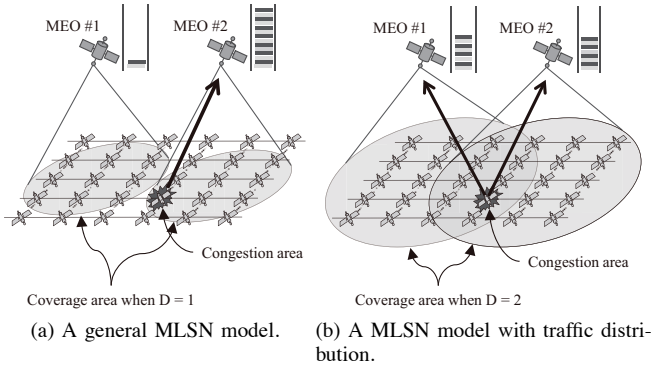 MEO #1
MEO #2
Congestion area
Coverage area when D = 1
(a) A general MLSN model.
MEO #1
MEO #2
Congestion area
Coverage area when D = 2
(b) A MLSN model with traffic distri-
bution.